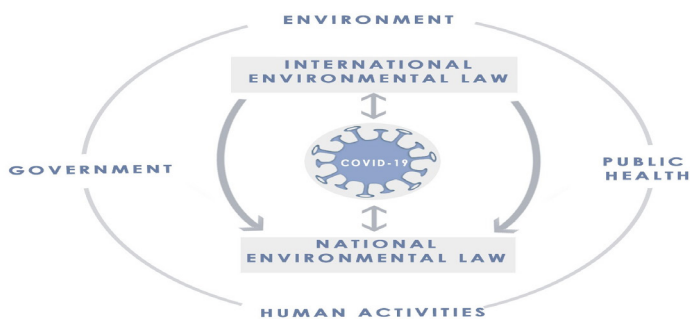 ENVIRONMENT
INTERNATIONAL
ENVIRONMENTAL LAW
COVID-19
GOVERNMENT
PUBLIC
HEALTH
NATIONAL
ENVIRONMENTAL LAW
HUMAN ACTIVITIES